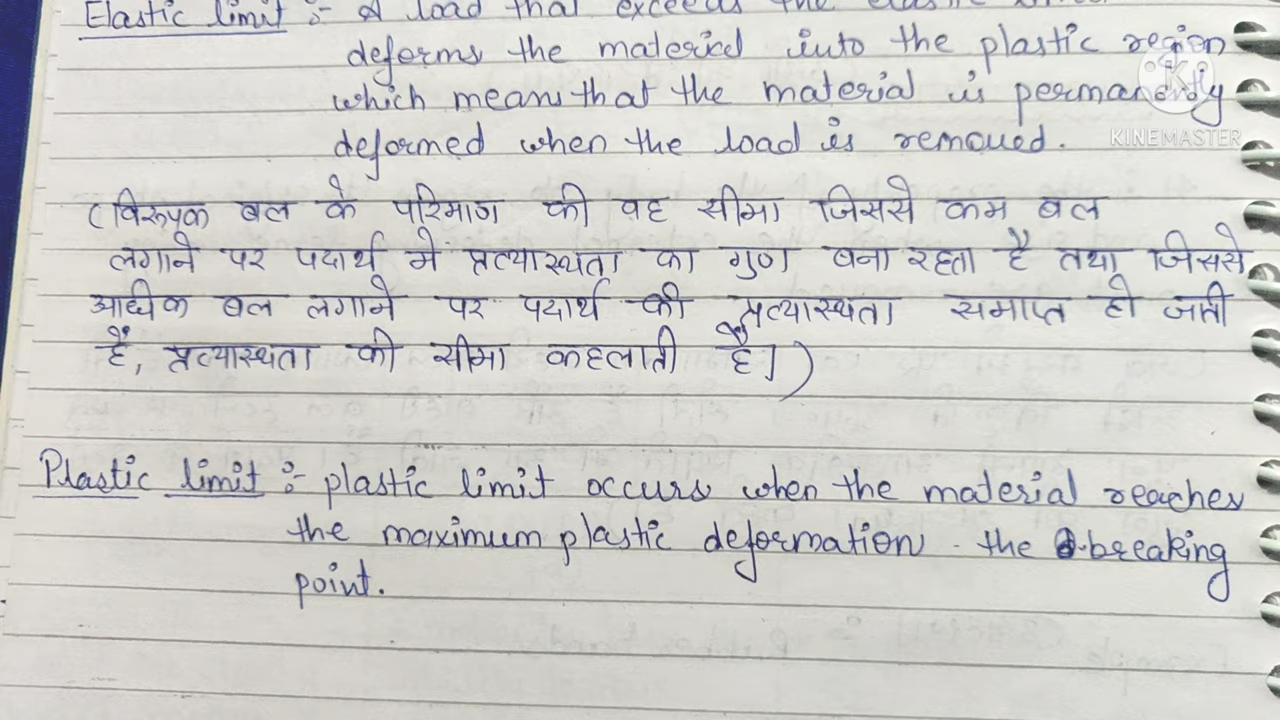 Elastic limit :- A load that exceeds the elastic
deforms the material into the plastic region
which means that the material is permanently
deformed when the load is removed.
KINEMASTER
(विरूपक बल के परिमाण की वह सीमा जिससे कम बल
लगाने पर पदार्थ में प्रत्यास्थता का गुण बना रहता है तथा जिससे
अधिक बल लगाने पर पदार्थ की प्रत्यास्थता समाप्त हो जाती
है, प्रत्यास्थता की सीमा कहलाती है।)
Plastic limit :- plastic limit occurs when the material reaches
the maximum plastic deformation. the breaking
point.